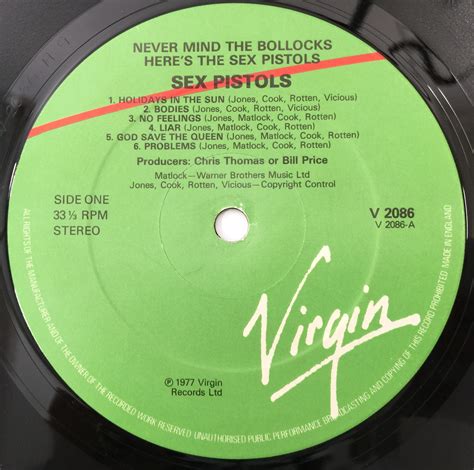 NEVER MIND THE BOLLOCKS
HERE'S THE SEX PISTOLS
SEX PISTOLS
1. HOLIDAYS IN THE SUN (Jones, Cook, Rotten, Vicious)
2. BODIES (Jones, Cook, Rotten, Vicious)
3. NO FEELINGS (Jones, Matlock, Cook, Rotten)
4. LIAR (Jones, Matlock, Cook, Rotten)
5. GOD SAVE THE QUEEN (Jones, Matlock, Cook, Rotten)
6. PROBLEMS (Jones, Matlock, Cook, Rotten)
Producers: Chris Thomas or Bill Price
Matlock—Warner Brothers Music Ltd
Jones, Cook, Rotten, Vicious—Copyright Control
SIDE ONE
33⅓ RPM
STEREO
V 2086
V 2086-A
Virgin
℗ 1977 Virgin
Records Ltd
ALL RIGHTS OF THE MANUFACTURER AND OF THE OWNER OF THE RECORDED WORK RESERVED UNAUTHORISED PUBLIC PERFORMANCE BROADCASTING AND COPYING OF THIS RECORD PROHIBITED MADE IN ENGLAND